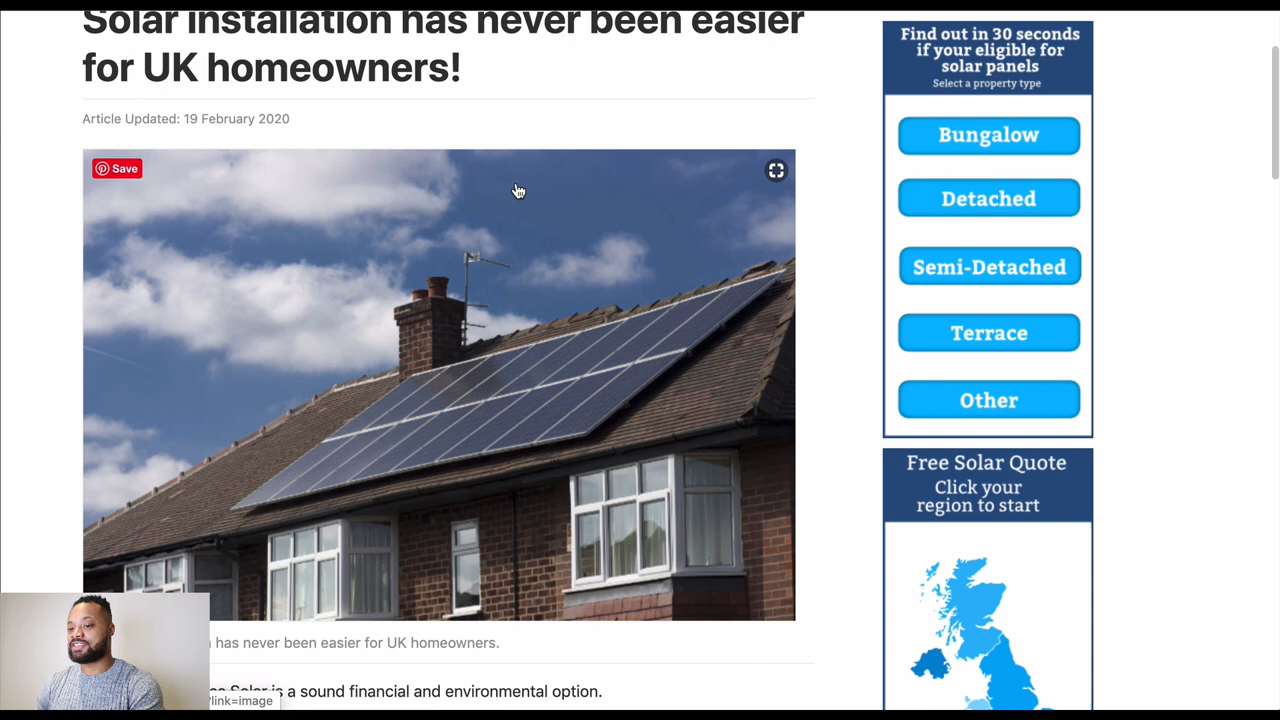 Solar installation has never been easier
for UK homeowners!
Article Updated: 19 February 2020
Save
has never been easier for UK homeowners.
Solar is a sound financial and environmental option.
?link=image
Find out in 30 seconds
if your eligible for
solar panels
Select a property type
Bungalow
Detached
Semi-Detached
Terrace
Other
Free Solar Quote
Click your
region to start